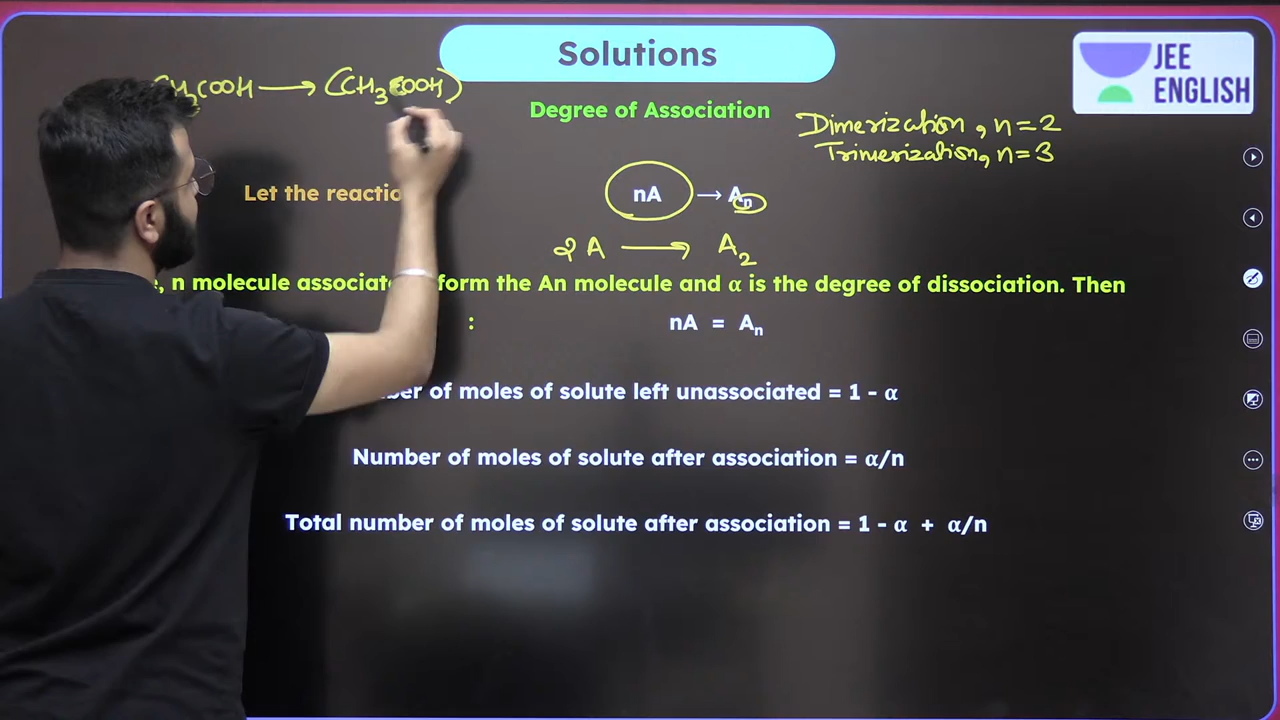 Solutions
JEE
ENGLISH
COOH → (CH3COOH)
Degree of Association
Dimerization, n = 2
Trimerization, n = 3
Let the reactio
nA → An
2A → A2
, n molecule associate form the An molecule and α is the degree of dissociation. Then
: nA = An
ber of moles of solute left unassociated = 1 - α
Number of moles of solute after association = α/n
Total number of moles of solute after association = 1 - α + α/n